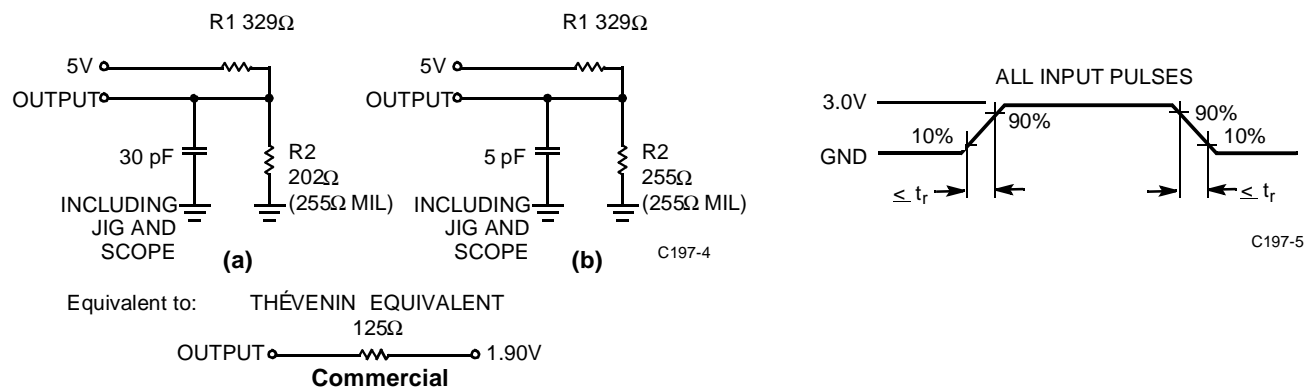 R1 329Ω
5V
OUTPUT
30 pF
R2
202Ω
(255Ω MIL)
INCLUDING
JIG AND
SCOPE
(a)
R1 329Ω
5V
OUTPUT
5 pF
R2
255Ω
(255Ω MIL)
INCLUDING
JIG AND
SCOPE
(b)
C197-4
ALL INPUT PULSES
3.0V
GND
10%
90%
90%
10%
≤ tr
≤ tr
C197-5
Equivalent to: THÉVENIN EQUIVALENT
125Ω
OUTPUT 1.90V
Commercial